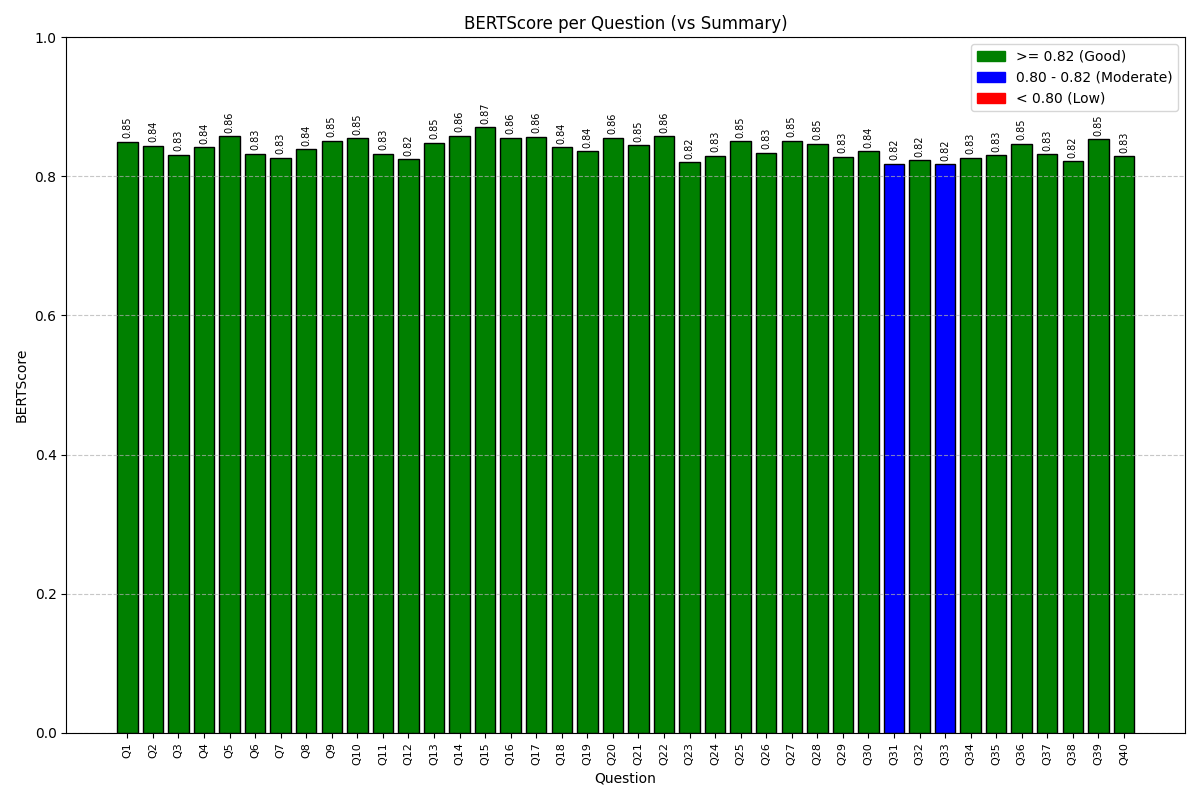 BERTScore per Question (vs Summary)
>= 0.82 (Good)
0.80 - 0.82 (Moderate)
< 0.80 (Low)
BERTScore
1.0
0.8
0.6
0.4
0.2
0.0
0.85 0.84 0.83 0.84 0.86 0.83 0.83 0.84 0.85 0.85 0.83 0.82 0.85 0.86 0.87 0.86 0.86 0.84 0.84 0.86 0.85 0.86 0.82 0.83 0.85 0.83 0.85 0.85 0.83 0.84 0.82 0.82 0.82 0.83 0.83 0.85 0.83 0.82 0.85 0.83
Q1 Q2 Q3 Q4 Q5 Q6 Q7 Q8 Q9 Q10 Q11 Q12 Q13 Q14 Q15 Q16 Q17 Q18 Q19 Q20 Q21 Q22 Q23 Q24 Q25 Q26 Q27 Q28 Q29 Q30 Q31 Q32 Q33 Q34 Q35 Q36 Q37 Q38 Q39 Q40
Question